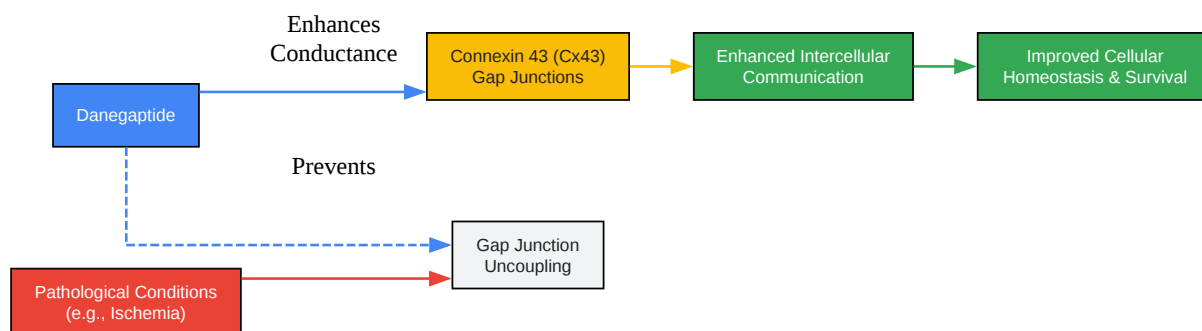 Enhances
Conductance
Connexin 43 (Cx43)
Gap Junctions
Enhanced Intercellular
Communication
Improved Cellular
Homeostasis & Survival
Danegaptide
Prevents
Gap Junction
Uncoupling
Pathological Conditions
(e.g., Ischemia)